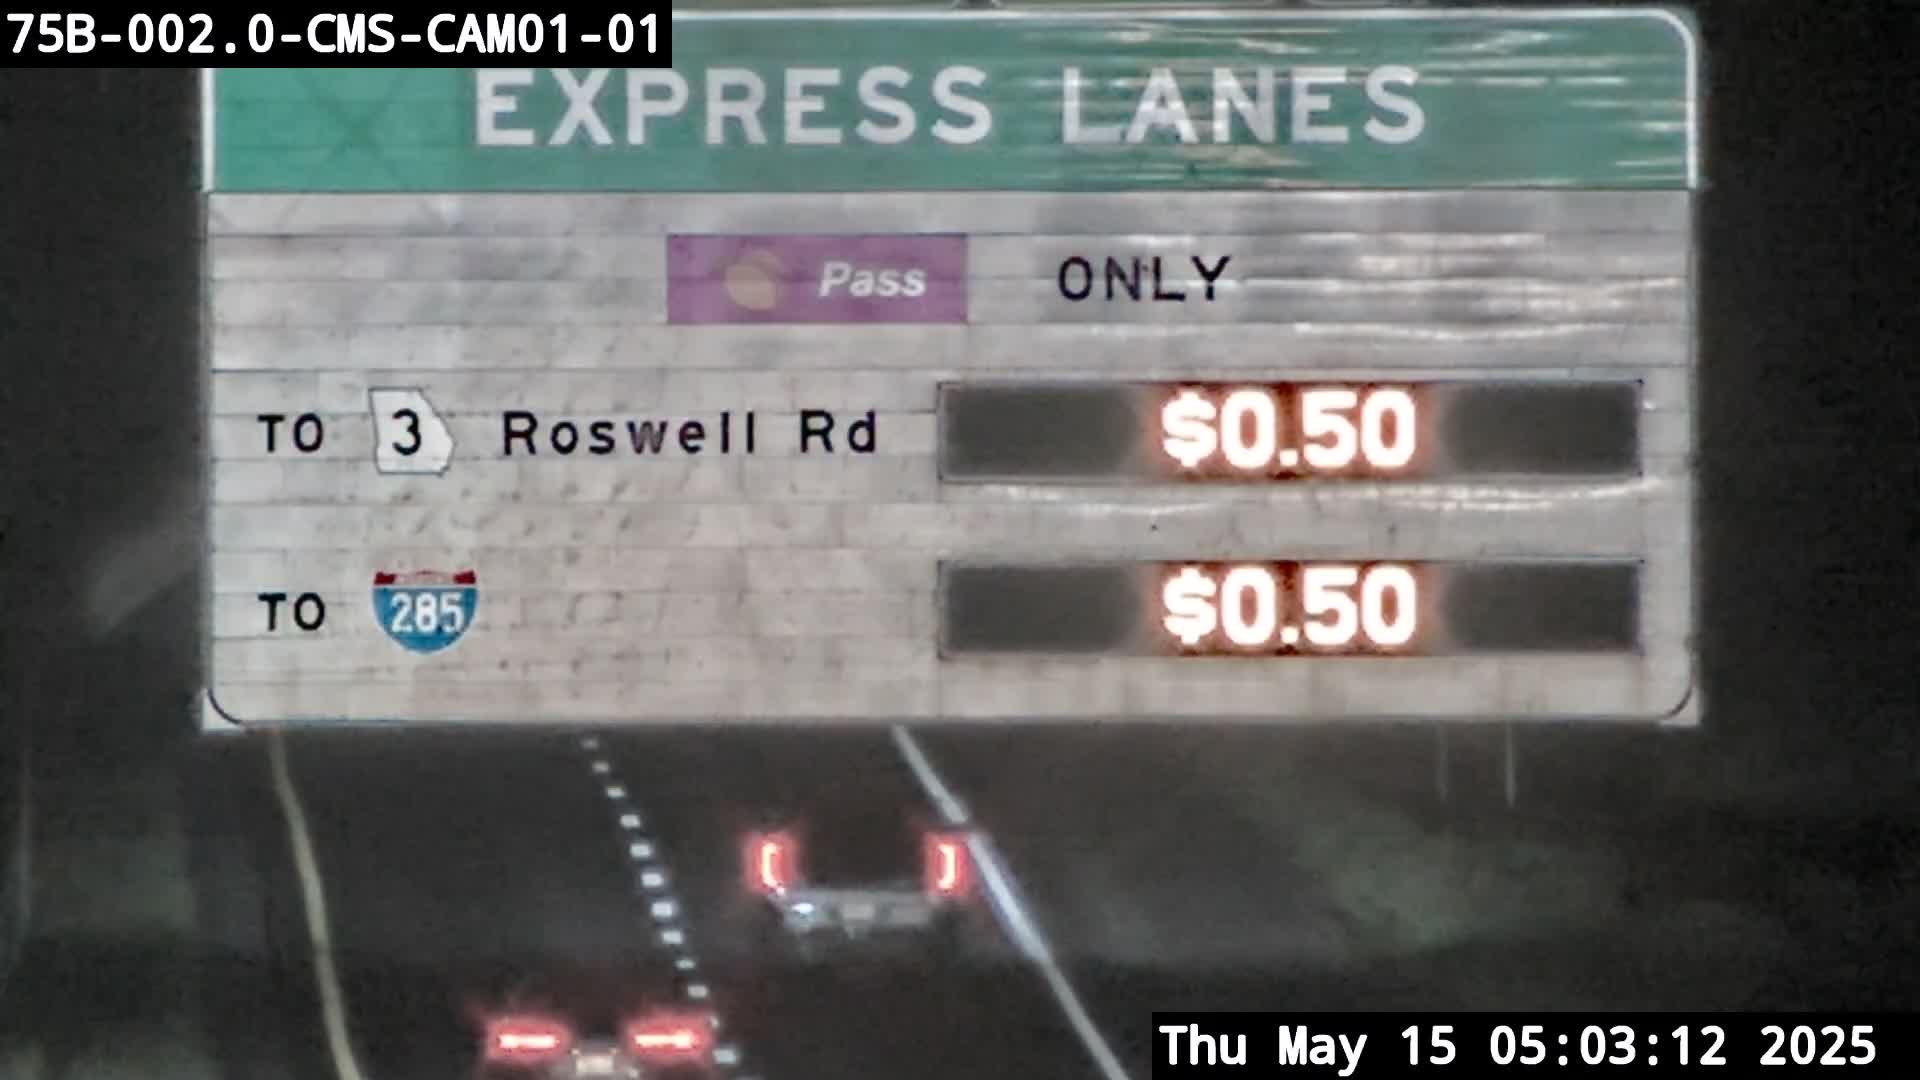 75B-002.0-CMS-CAM01-01
EXPRESS LANES
Pass ONLY
TO 3 Roswell Rd $0.50
TO 285 $0.50
Thu May 15 05:03:12 2025